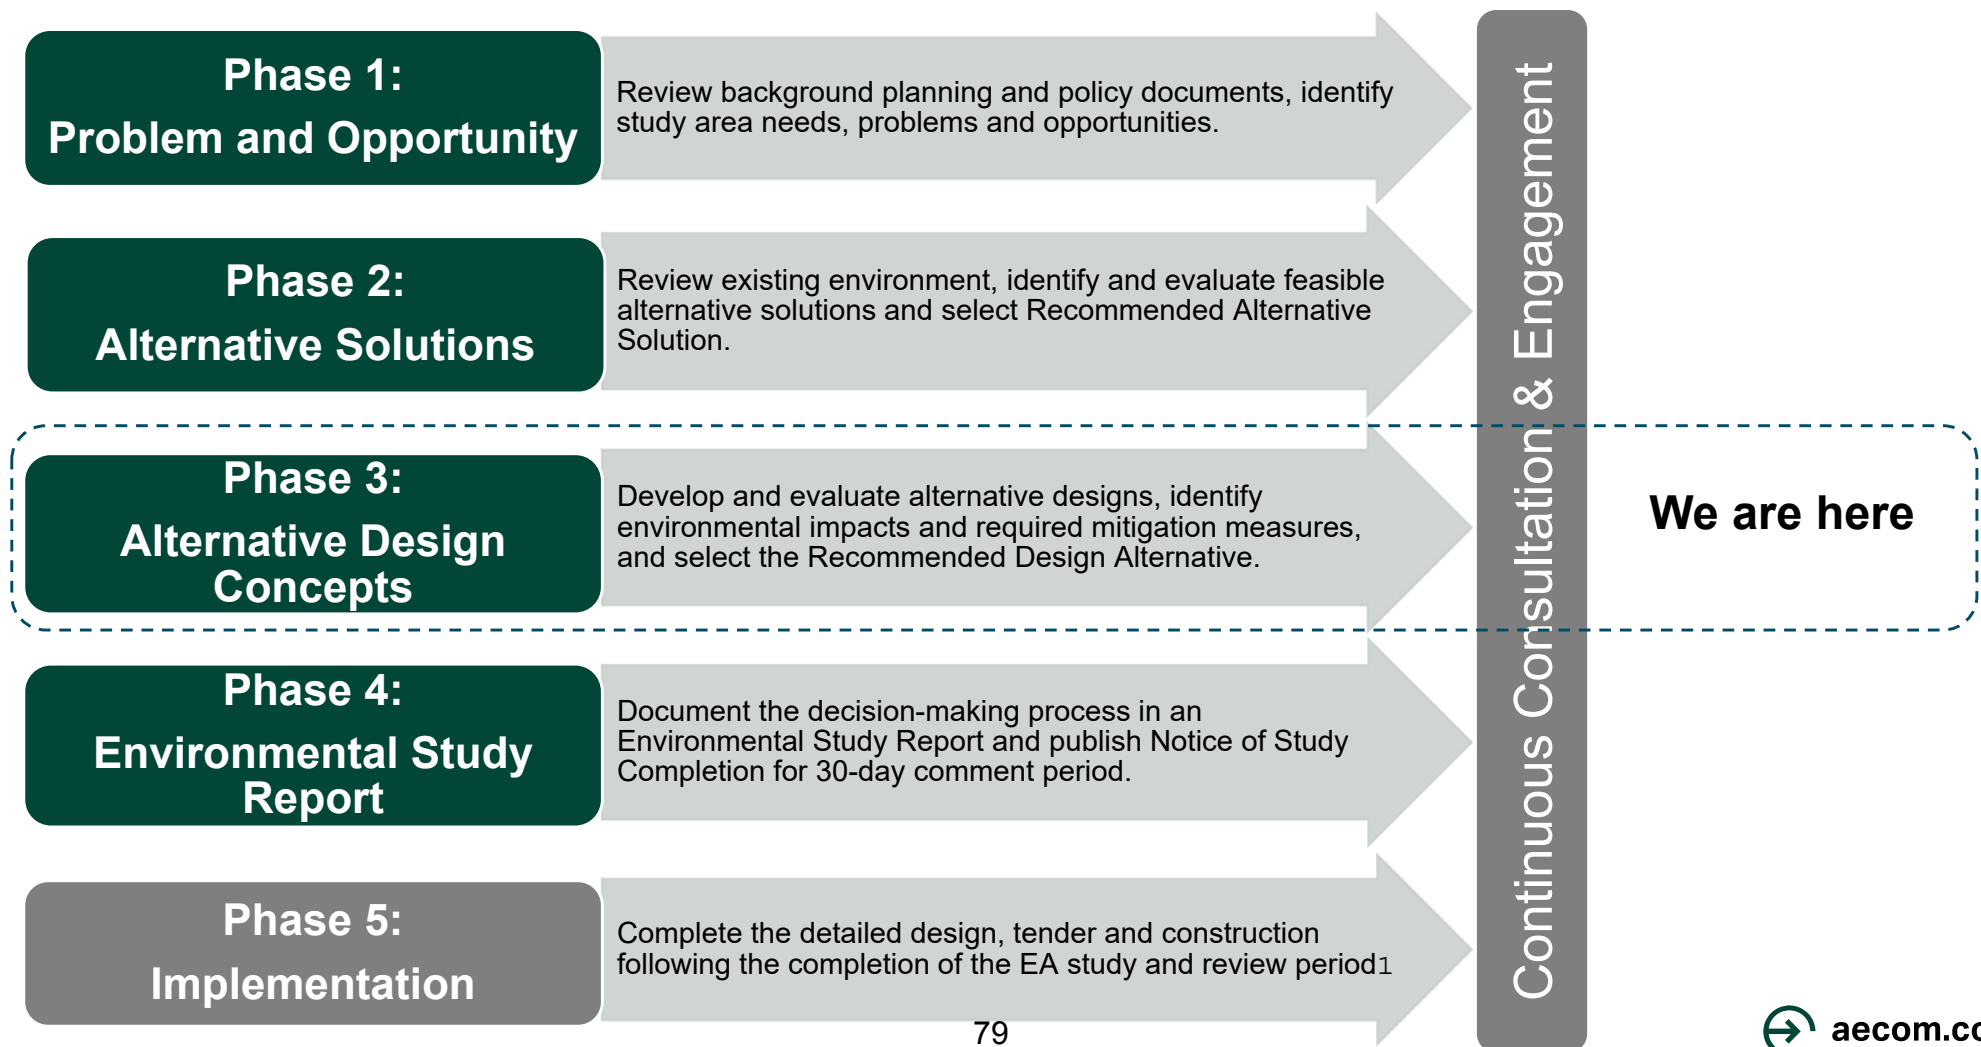 Phase 1:
Problem and Opportunity
Review background planning and policy documents, identify
study area needs, problems and opportunities.
Phase 2:
Alternative Solutions
Review existing environment, identify and evaluate feasible
alternative solutions and select Recommended Alternative
Solution.
Phase 3:
Alternative Design
Concepts
Develop and evaluate alternative designs, identify
environmental impacts and required mitigation measures,
and select the Recommended Design Alternative.
We are here
Phase 4:
Environmental Study
Report
Document the decision-making process in an
Environmental Study Report and publish Notice of Study
Completion for 30-day comment period.
Phase 5:
Implementation
Complete the detailed design, tender and construction
following the completion of the EA study and review period1
Continuous Consultation & Engagement
79
aecom.co